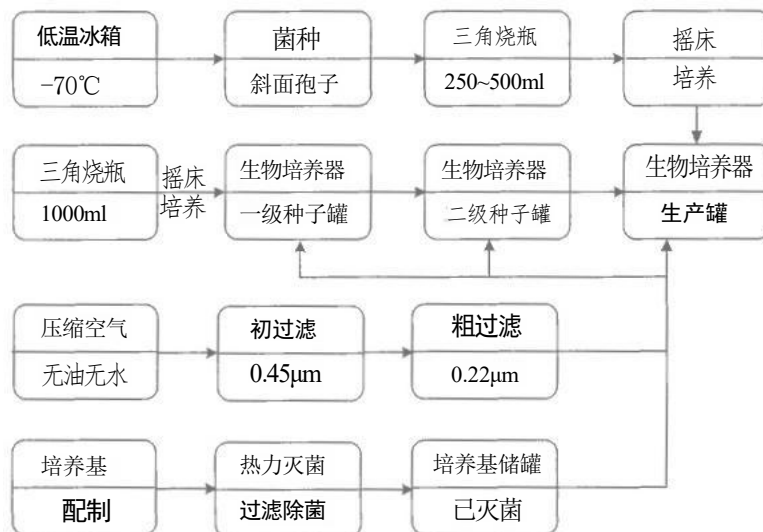 低温冰箱
-70℃
菌种
斜面孢子
三角烧瓶
250~500ml
摇床
培养
三角烧瓶
1000ml
摇床
培养
生物培养器
一级种子罐
生物培养器
二级种子罐
生物培养器
生产罐
压缩空气
无油无水
初过滤
0.45μm
粗过滤
0.22μm
培养基
配制
热力灭菌
过滤除菌
培养基储罐
已灭菌